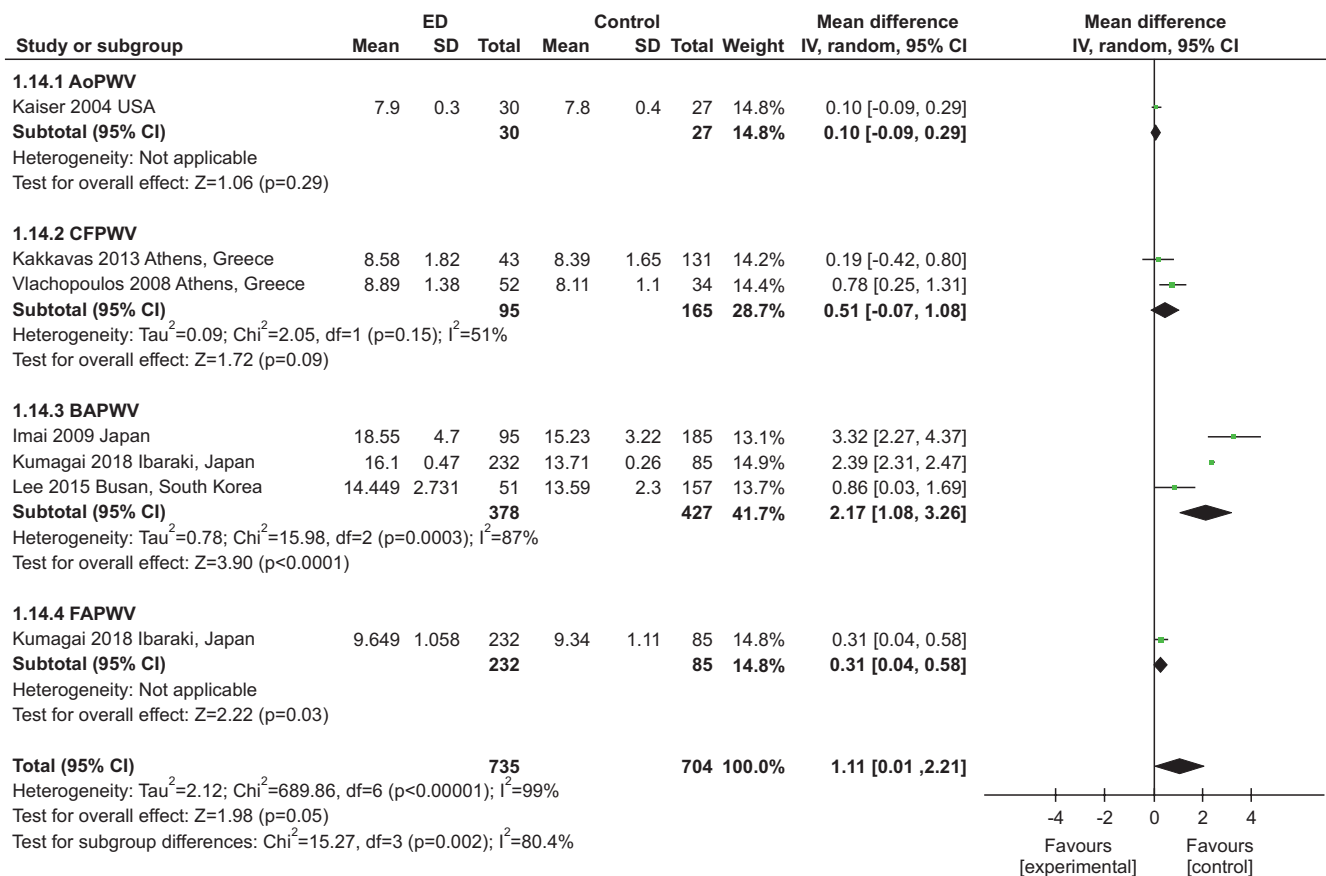 ED Control Mean difference Mean difference
Study or subgroup Mean SD Total Mean SD Total Weight IV, random, 95% CI IV, random, 95% CI
1.14.1 AoPWV
Kaiser 2004 USA 7.9 0.3 30 7.8 0.4 27 14.8% 0.10 [-0.09, 0.29]
Subtotal (95% CI) 30 27 14.8% 0.10 [-0.09, 0.29]
Heterogeneity: Not applicable
Test for overall effect: Z=1.06 (p=0.29)
1.14.2 CFPWV
Kakkavas 2013 Athens, Greece 8.58 1.82 43 8.39 1.65 131 14.2% 0.19 [-0.42, 0.80]
Vlachopoulos 2008 Athens, Greece 8.89 1.38 52 8.11 1.1 34 14.4% 0.78 [0.25, 1.31]
Subtotal (95% CI) 95 165 28.7% 0.51 [-0.07, 1.08]
Heterogeneity: Tau²=0.09; Chi²=2.05, df=1 (p=0.15); I²=51%
Test for overall effect: Z=1.72 (p=0.09)
1.14.3 BAPWV
Imai 2009 Japan 18.55 4.7 95 15.23 3.22 185 13.1% 3.32 [2.27, 4.37]
Kumagai 2018 Ibaraki, Japan 16.1 0.47 232 13.71 0.26 85 14.9% 2.39 [2.31, 2.47]
Lee 2015 Busan, South Korea 14.449 2.731 51 13.59 2.3 157 13.7% 0.86 [0.03, 1.69]
Subtotal (95% CI) 378 427 41.7% 2.17 [1.08, 3.26]
Heterogeneity: Tau²=0.78; Chi²=15.98, df=2 (p=0.0003); I²=87%
Test for overall effect: Z=3.90 (p<0.0001)
1.14.4 FAPWV
Kumagai 2018 Ibaraki, Japan 9.649 1.058 232 9.34 1.11 85 14.8% 0.31 [0.04, 0.58]
Subtotal (95% CI) 232 85 14.8% 0.31 [0.04, 0.58]
Heterogeneity: Not applicable
Test for overall effect: Z=2.22 (p=0.03)
Total (95% CI) 735 704 100.0% 1.11 [0.01 ,2.21]
Heterogeneity: Tau²=2.12; Chi²=689.86, df=6 (p<0.00001); I²=99%
Test for overall effect: Z=1.98 (p=0.05)
Test for subgroup differences: Chi²=15.27, df=3 (p=0.002); I²=80.4%
-4 -2 0 2 4
Favours Favours
[experimental] [control]